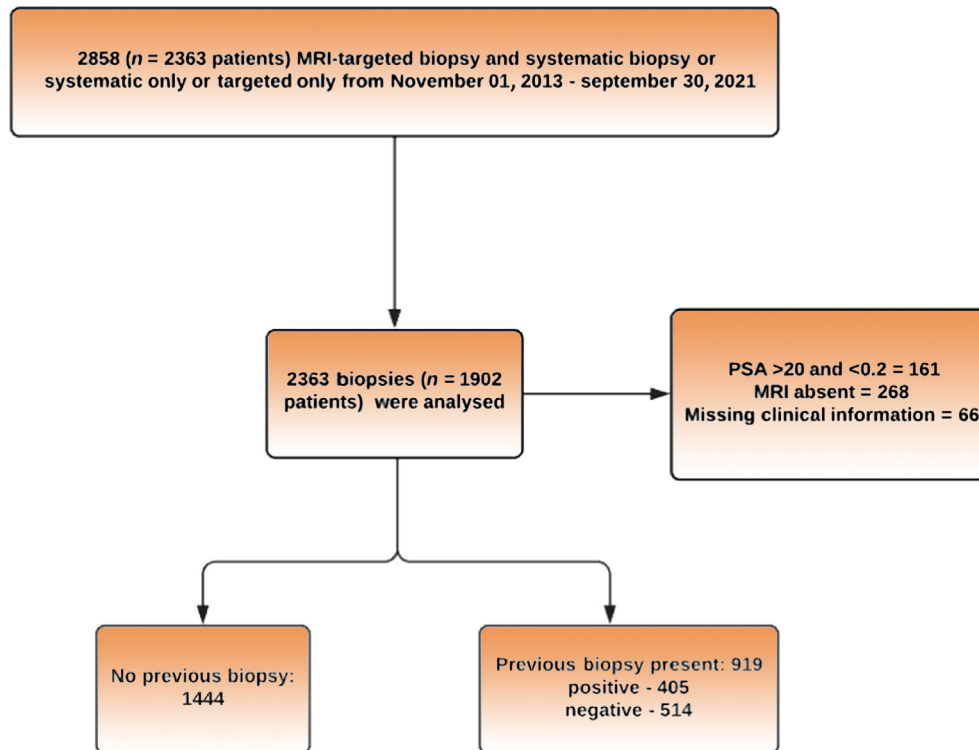 2858 (n = 2363 patients) MRI-targeted biopsy and systematic biopsy or
systematic only or targeted only from November 01, 2013 - september 30, 2021
2363 biopsies (n = 1902
patients) were analysed
PSA >20 and <0.2 = 161
MRI absent = 268
Missing clinical information = 66
No previous biopsy:
1444
Previous biopsy present: 919
positive - 405
negative - 514